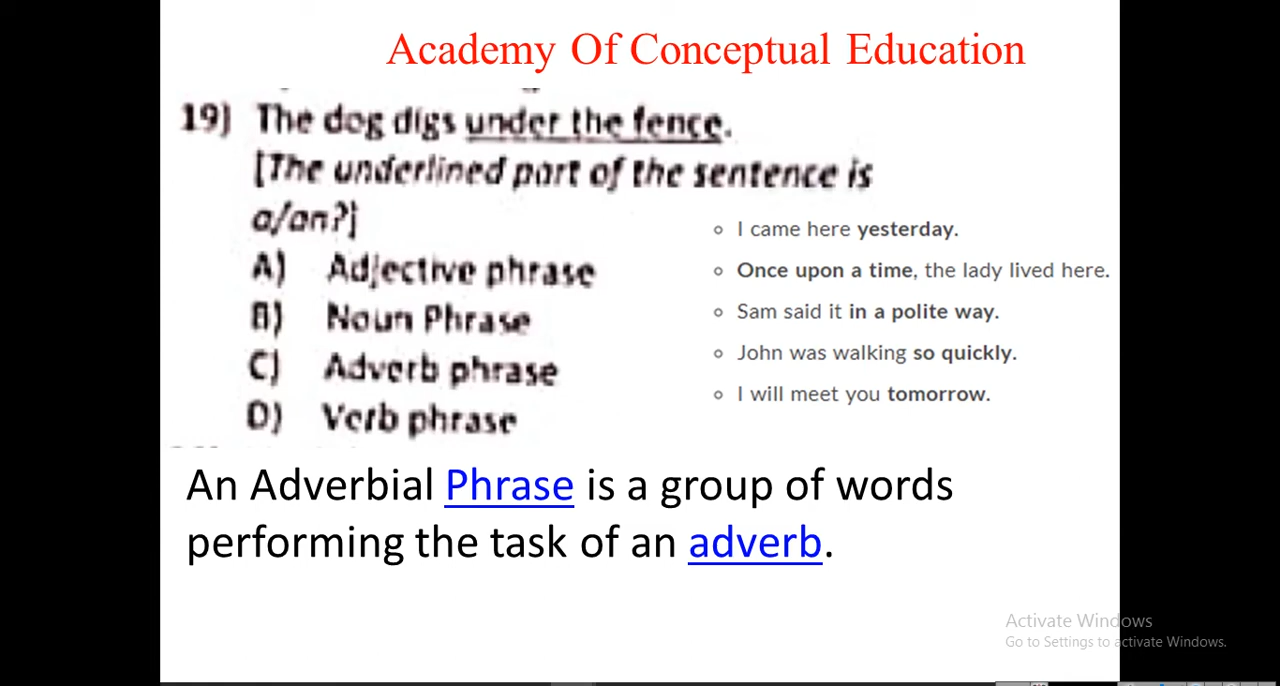 Academy Of Conceptual Education
19) The dog digs under the fence.
[The underlined part of the sentence is
a/an?]
A) Adjective phrase
B) Noun Phrase
C) Adverb phrase
D) Verb phrase
I came here yesterday.
Once upon a time, the lady lived here.
Sam said it in a polite way.
John was walking so quickly.
I will meet you tomorrow.
An Adverbial Phrase is a group of words
performing the task of an adverb.
Activate Windows
Go to Settings to activate Windows.